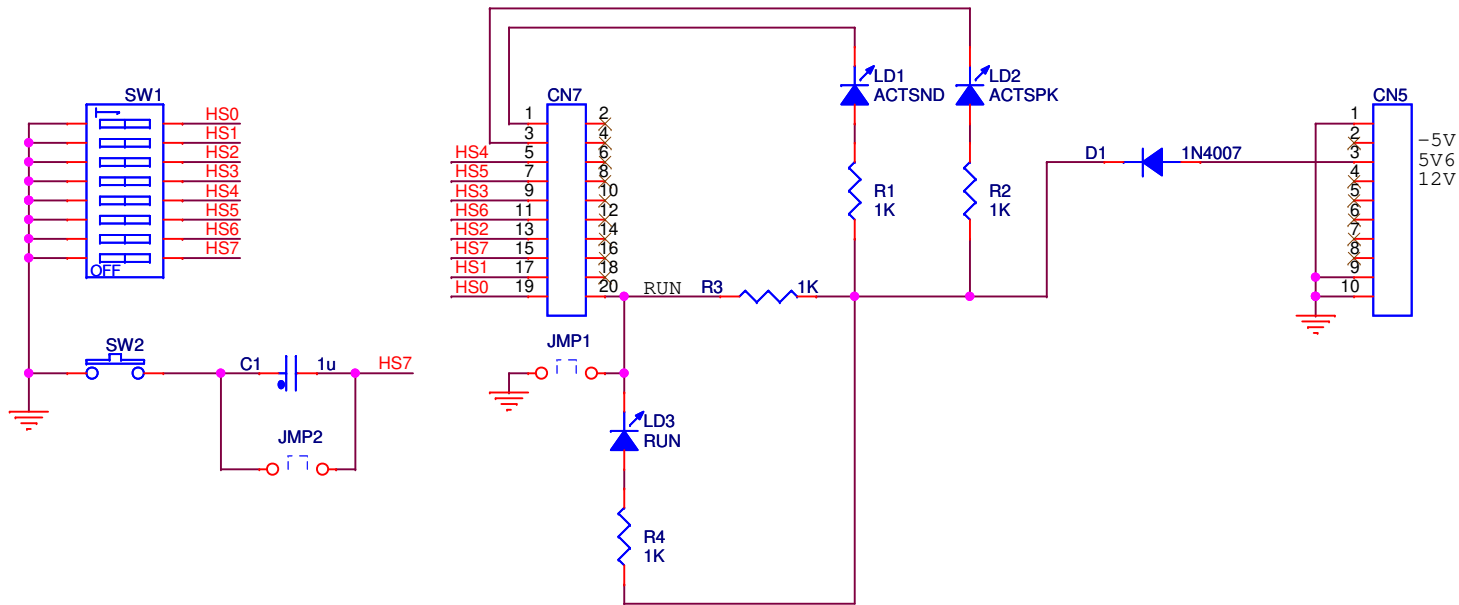 SW1
HS0
HS1
HS2
HS3
HS4
HS5
HS6
HS7
OFF
SW2
C1
1u
HS7
JMP2
CN7
1
2
3
4
HS4
5
6
HS5
7
8
HS3
9
10
HS6
11
12
HS2
13
14
HS7
15
16
HS1
17
18
HS0
19
20
RUN
R3
1K
JMP1
LD3
RUN
R4
1K
LD1
ACTSND
LD2
ACTSPK
R1
1K
R2
1K
D1
1N4007
CN5
1
2
-5V
3
5V6
4
12V
5
6
7
8
9
10